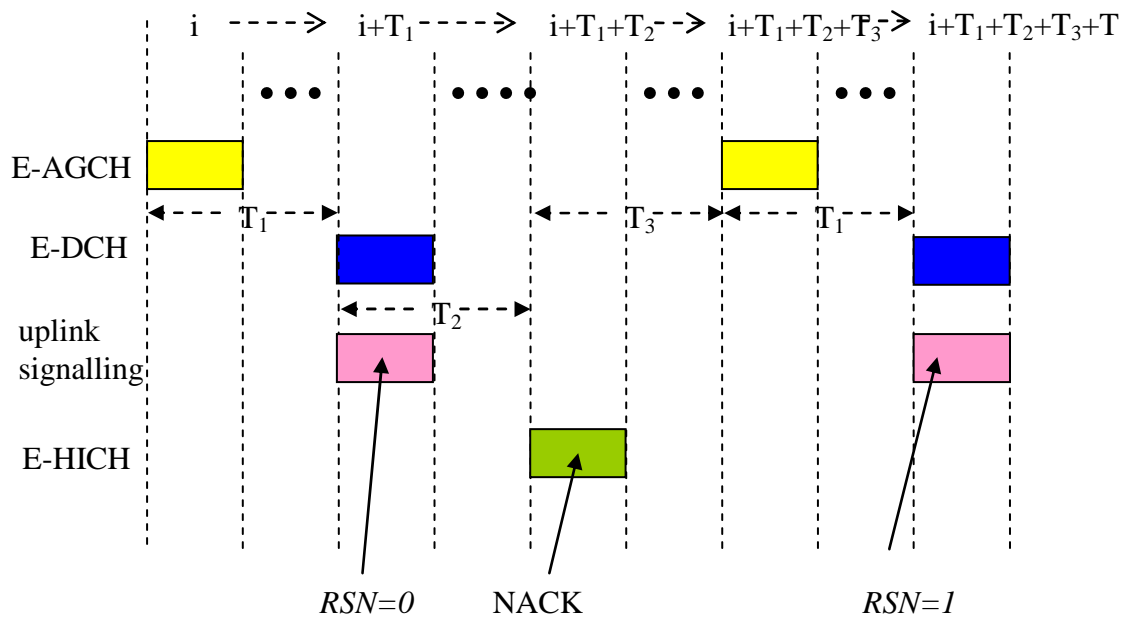 i i+T₁ i+T₁+T₂ i+T₁+T₂+T₃ i+T₁+T₂+T₃+T
E-AGCH
T₁ T₃ T₁
E-DCH
T₂
uplink
signalling
E-HICH
RSN=0 NACK RSN=1